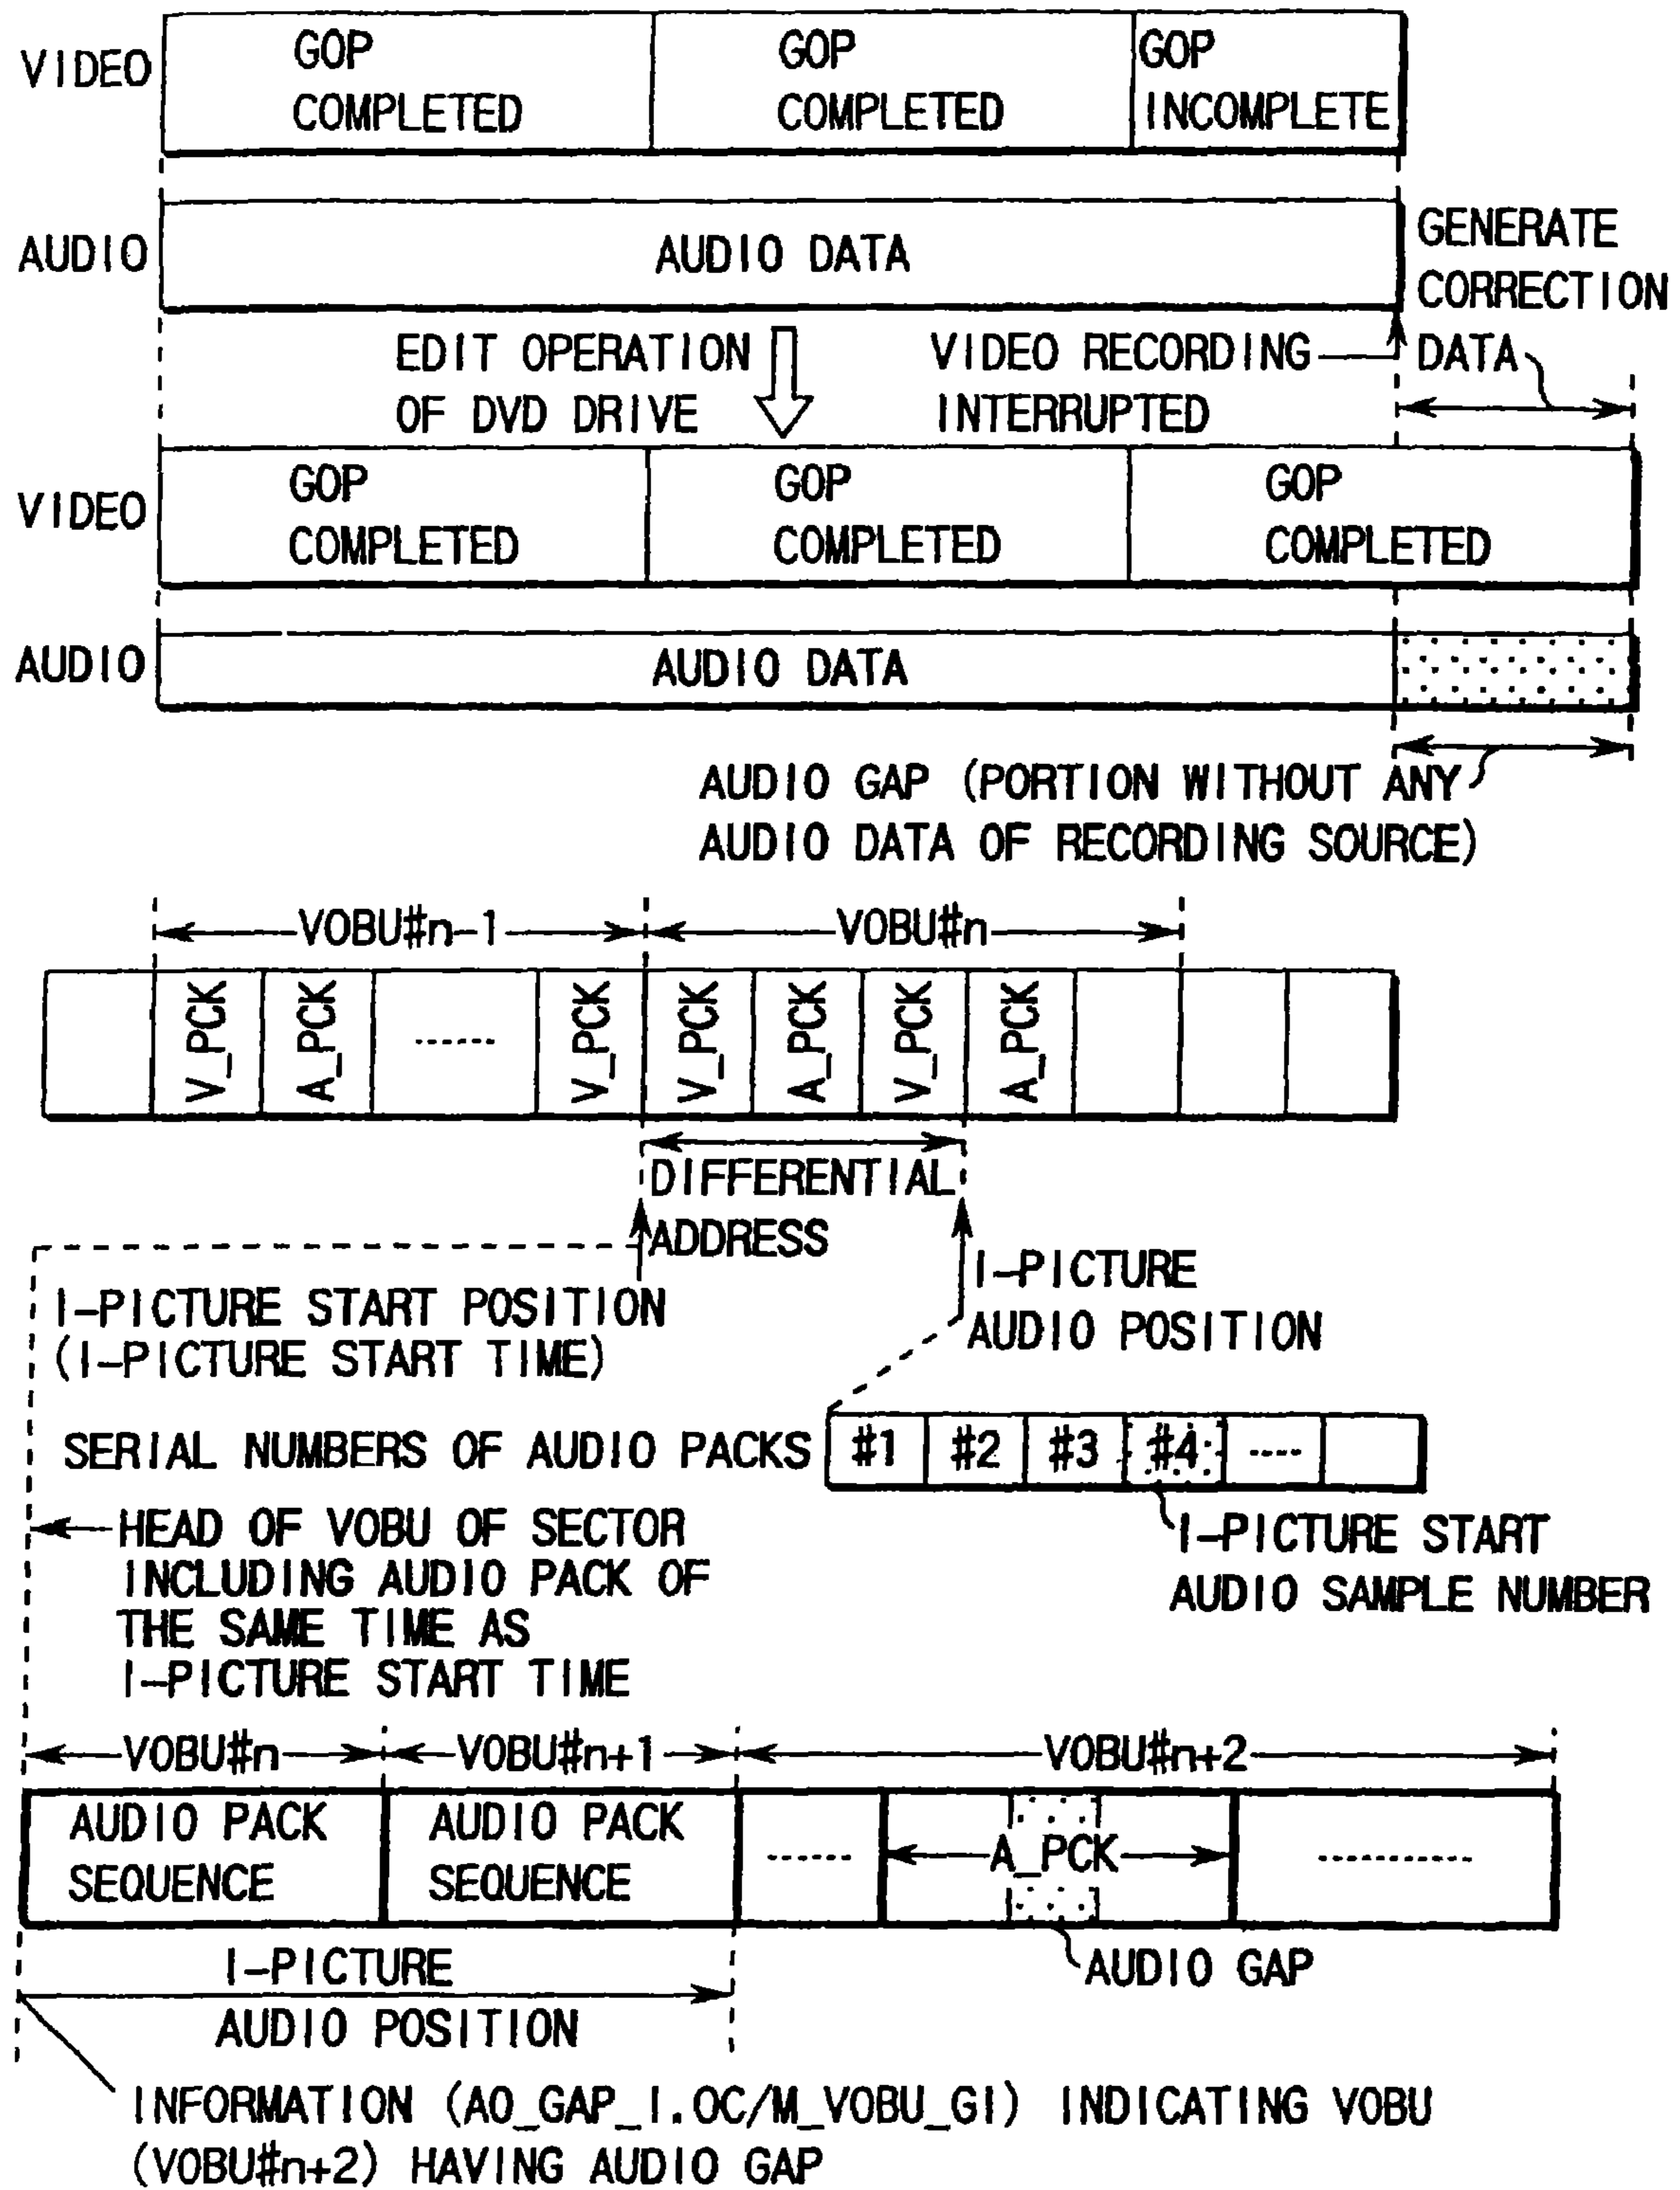 VIDEO
GOP
COMPLETED
GOP
COMPLETED
GOP
INCOMPLETE
AUDIO
AUDIO DATA
GENERATE
CORRECTION
DATA
EDIT OPERATION
OF DVD DRIVE
VIDEO RECORDING
INTERRUPTED
VIDEO
GOP
COMPLETED
GOP
COMPLETED
GOP
COMPLETED
AUDIO
AUDIO DATA
AUDIO GAP (PORTION WITHOUT ANY
AUDIO DATA OF RECORDING SOURCE)
VOBU#n-1
VOBU#n
V_PCK
A_PCK
V_PCK
V_PCK
A_PCK
V_PCK
A_PCK
DIFFERENTIAL
ADDRESS
I-PICTURE START POSITION
(I-PICTURE START TIME)
I-PICTURE
AUDIO POSITION
SERIAL NUMBERS OF AUDIO PACKS
#1
#2
#3
#4
I-PICTURE START
AUDIO SAMPLE NUMBER
HEAD OF VOBU OF SECTOR
INCLUDING AUDIO PACK OF
THE SAME TIME AS
I-PICTURE START TIME
VOBU#n
VOBU#n+1
VOBU#n+2
AUDIO PACK
SEQUENCE
AUDIO PACK
SEQUENCE
A_PCK
AUDIO GAP
I-PICTURE
AUDIO POSITION
INFORMATION (A0_GAP_I.OC/M_VOBU_GI) INDICATING VOBU
(VOBU#n+2) HAVING AUDIO GAP